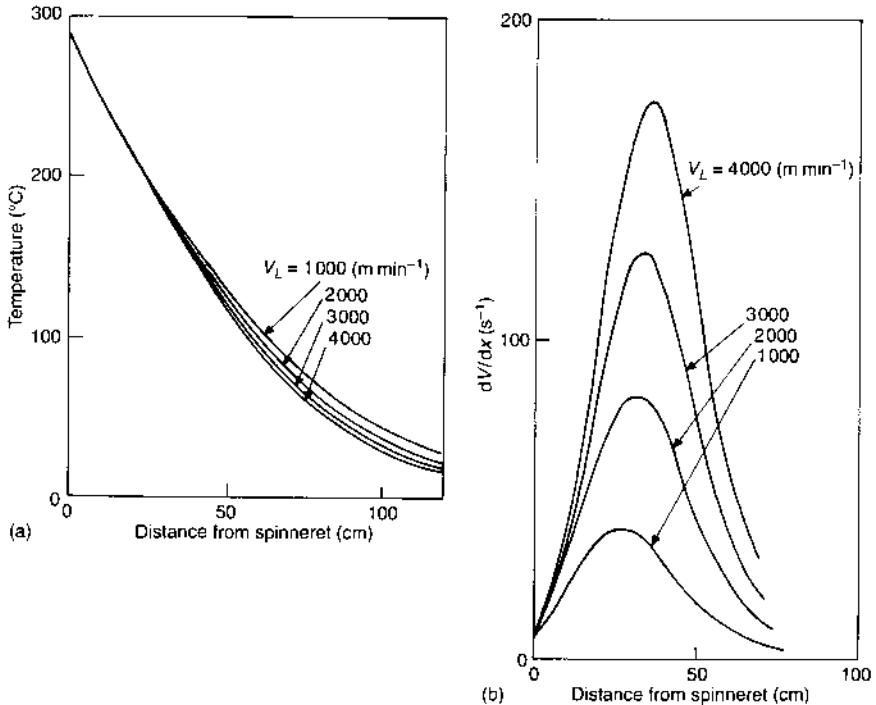 300
200
100
0
Temperature (°C)
V_L = 1000 (m min⁻¹)
2000
3000
4000
0
50
100
Distance from spinneret (cm)
(a)
200
100
0
dV/dx (s⁻¹)
V_L = 4000 (m min⁻¹)
3000
2000
1000
0
50
100
Distance from spinneret (cm)
(b)